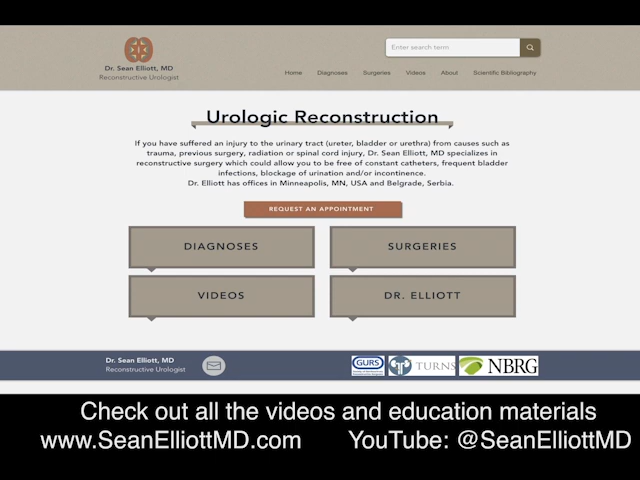 Enter search term
Dr. Sean Elliott, MD
Reconstructive Urologist
Home Diagnoses Surgeries Videos About Scientific Bibliography
Urologic Reconstruction
If you have suffered an injury to the urinary tract (ureter, bladder or urethra) from causes such as
trauma, previous surgery, radiation or spinal cord injury, Dr. Sean Elliott, MD specializes in
reconstructive surgery which could allow you to be free of constant catheters, frequent bladder
infections, blockage of urination and/or incontinence.
Dr. Elliott has offices in Minneapolis, MN, USA and Belgrade, Serbia.
REQUEST AN APPOINTMENT
DIAGNOSES SURGERIES
VIDEOS DR. ELLIOTT
Dr. Sean Elliott, MD
Reconstructive Urologist
GURS TURNS NBRG
Check out all the videos and education materials
www.SeanElliottMD.com YouTube: @SeanElliottMD